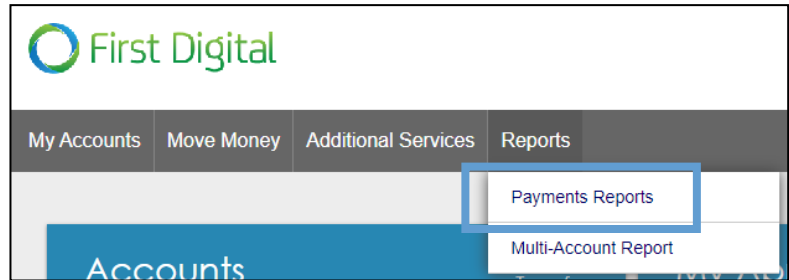 First Digital
My Accounts Move Money Additional Services Reports
Payments Reports
Multi-Account Report
Accounts